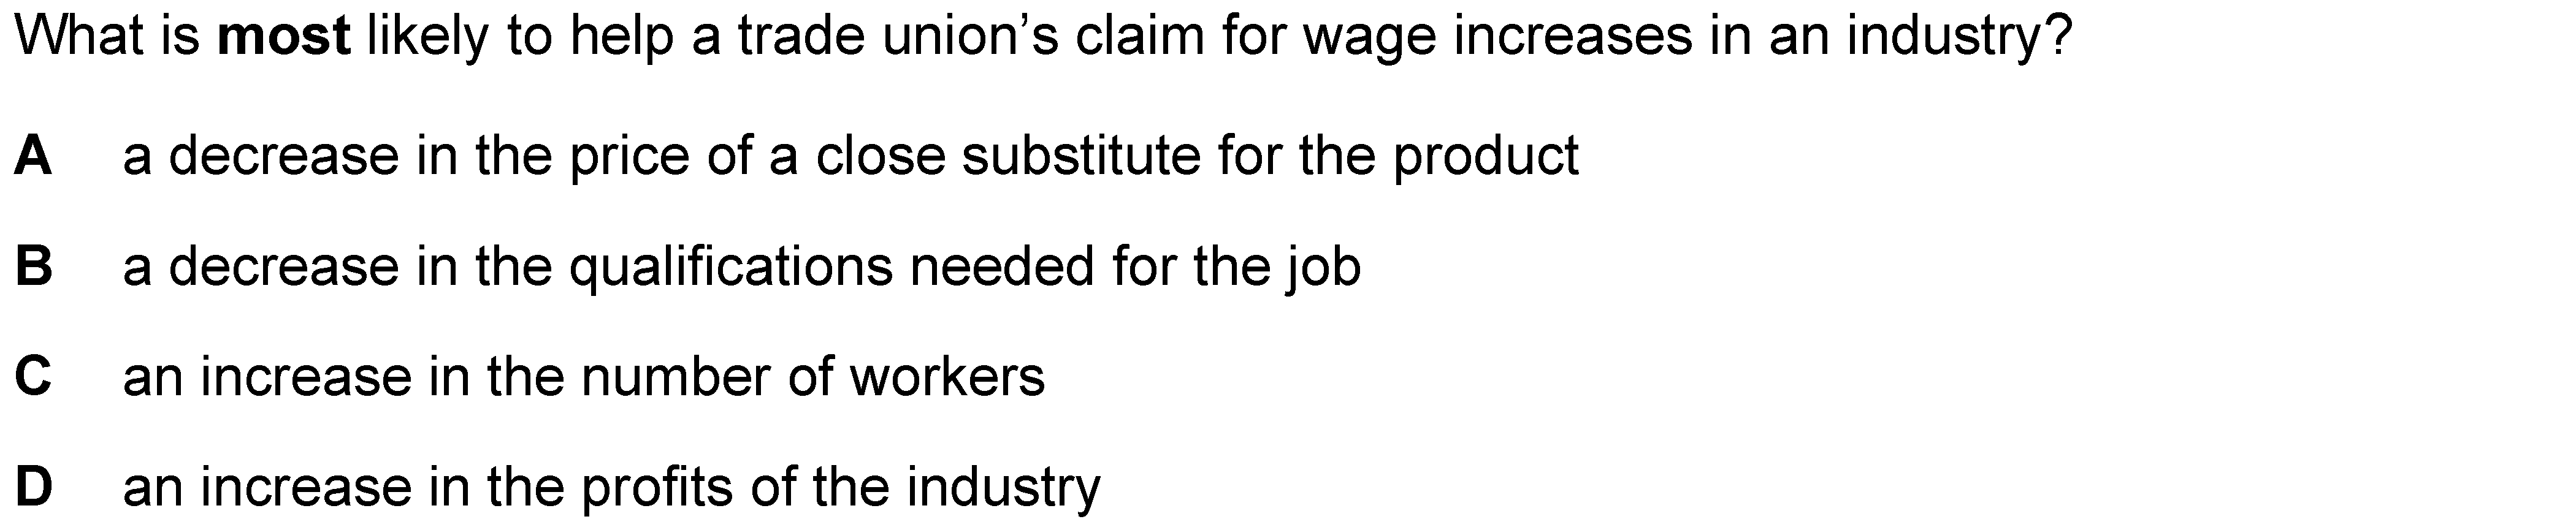 What is most likely to help a trade union’s claim for wage increases in an industry?
A a decrease in the price of a close substitute for the product
B a decrease in the qualifications needed for the job
C an increase in the number of workers
D an increase in the profits of the industry